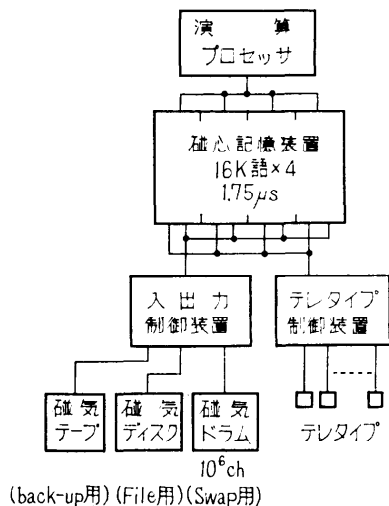 演算
プロセッサ
磁心記憶装置
16K語×4
1.75μs
入出力
制御装置
テレタイプ
制御装置
磁気
テープ
磁気
ディスク
磁気
ドラム
テレタイプ
10⁶ch
(back-up用)(File用)(Swap用)